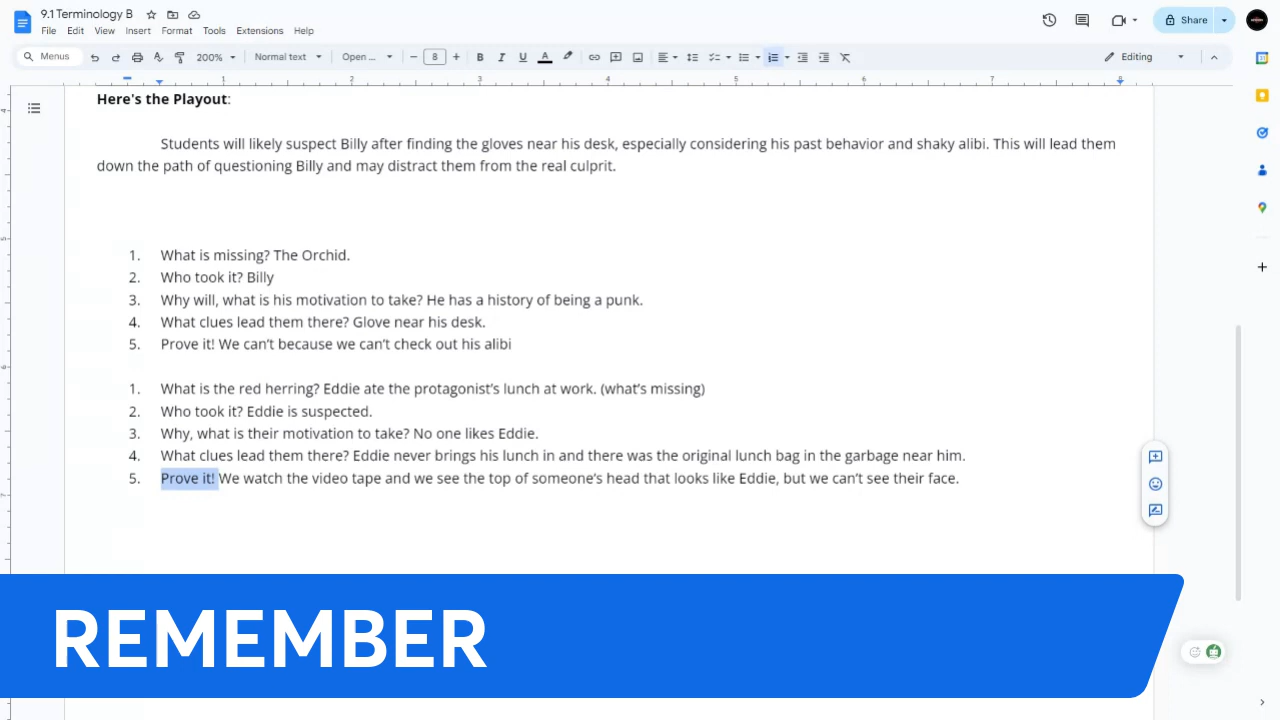 9.1 Terminology B
File Edit View Insert Format Tools Extensions Help
Share
Menus 200% Normal text Open ... 8 Editing
1 2 3 4 5 6 7 8
Here's the Playout:
Students will likely suspect Billy after finding the gloves near his desk, especially considering his past behavior and shaky alibi. This will lead them
down the path of questioning Billy and may distract them from the real culprit.
1. What is missing? The Orchid.
2. Who took it? Billy
3. Why will, what is his motivation to take? He has a history of being a punk.
4. What clues lead them there? Glove near his desk.
5. Prove it! We can't because we can't check out his alibi
1. What is the red herring? Eddie ate the protagonist's lunch at work. (what's missing)
2. Who took it? Eddie is suspected.
3. Why, what is their motivation to take? No one likes Eddie.
4. What clues lead them there? Eddie never brings his lunch in and there was the original lunch bag in the garbage near him.
5. Prove it! We watch the video tape and we see the top of someone's head that looks like Eddie, but we can't see their face.
REMEMBER